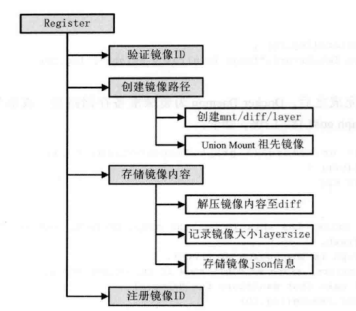 Register
验证镜像ID
创建镜像路径
创建mnt/diff/layer
Union Mount 祖先镜像
存储镜像内容
解压镜像内容至diff
记录镜像大小layersize
存储镜像json信息
注册镜像ID